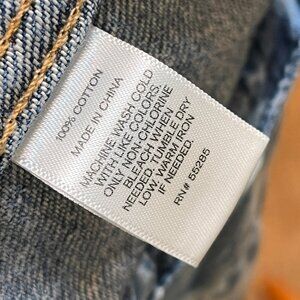 100% COTTON
MADE IN CHINA
MACHINE WASH COLD
WITH LIKE COLORS.
ONLY NON-CHLORINE
BLEACH WHEN
NEEDED. TUMBLE DRY
LOW. WARM IRON
IF NEEDED.
RN# 55285